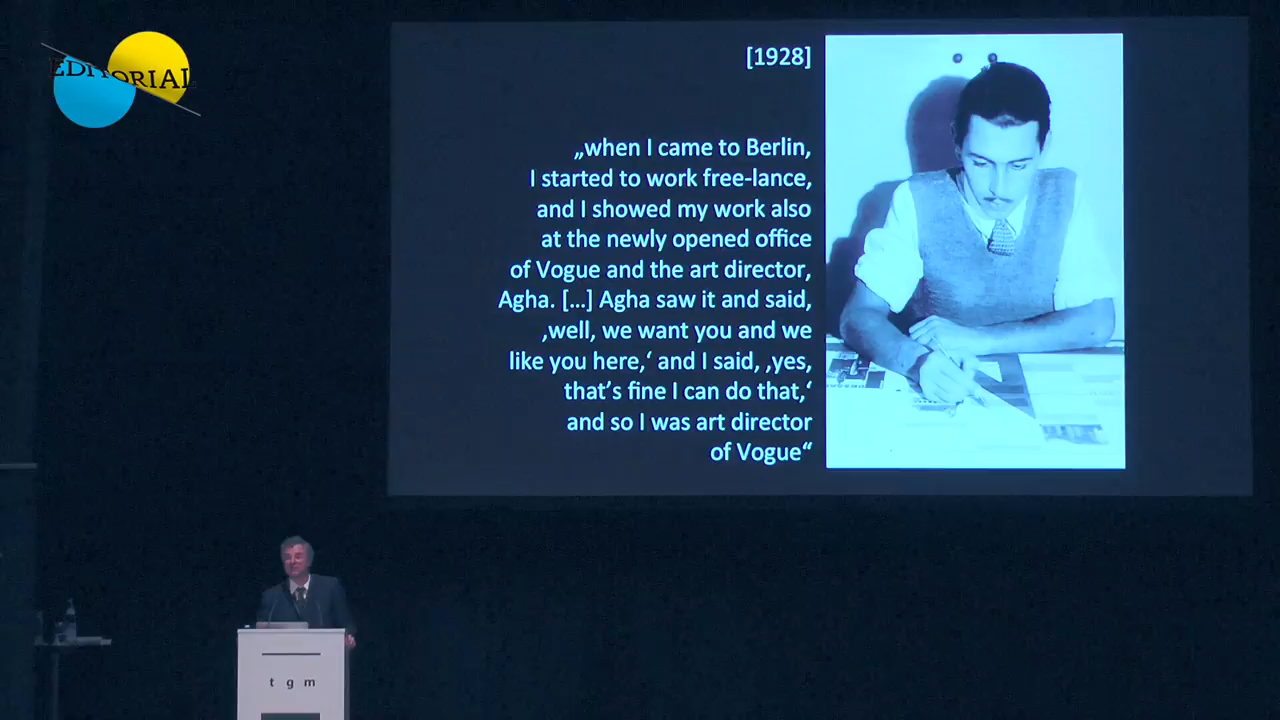 EDITORIAL
[1928]
„when I came to Berlin,
I started to work free-lance,
and I showed my work also
at the newly opened office
of Vogue and the art director,
Agha. […] Agha saw it and said,
‚well, we want you and we
like you here,‘ and I said, ‚yes,
that’s fine I can do that,‘
and so I was art director
of Vogue“
t g m